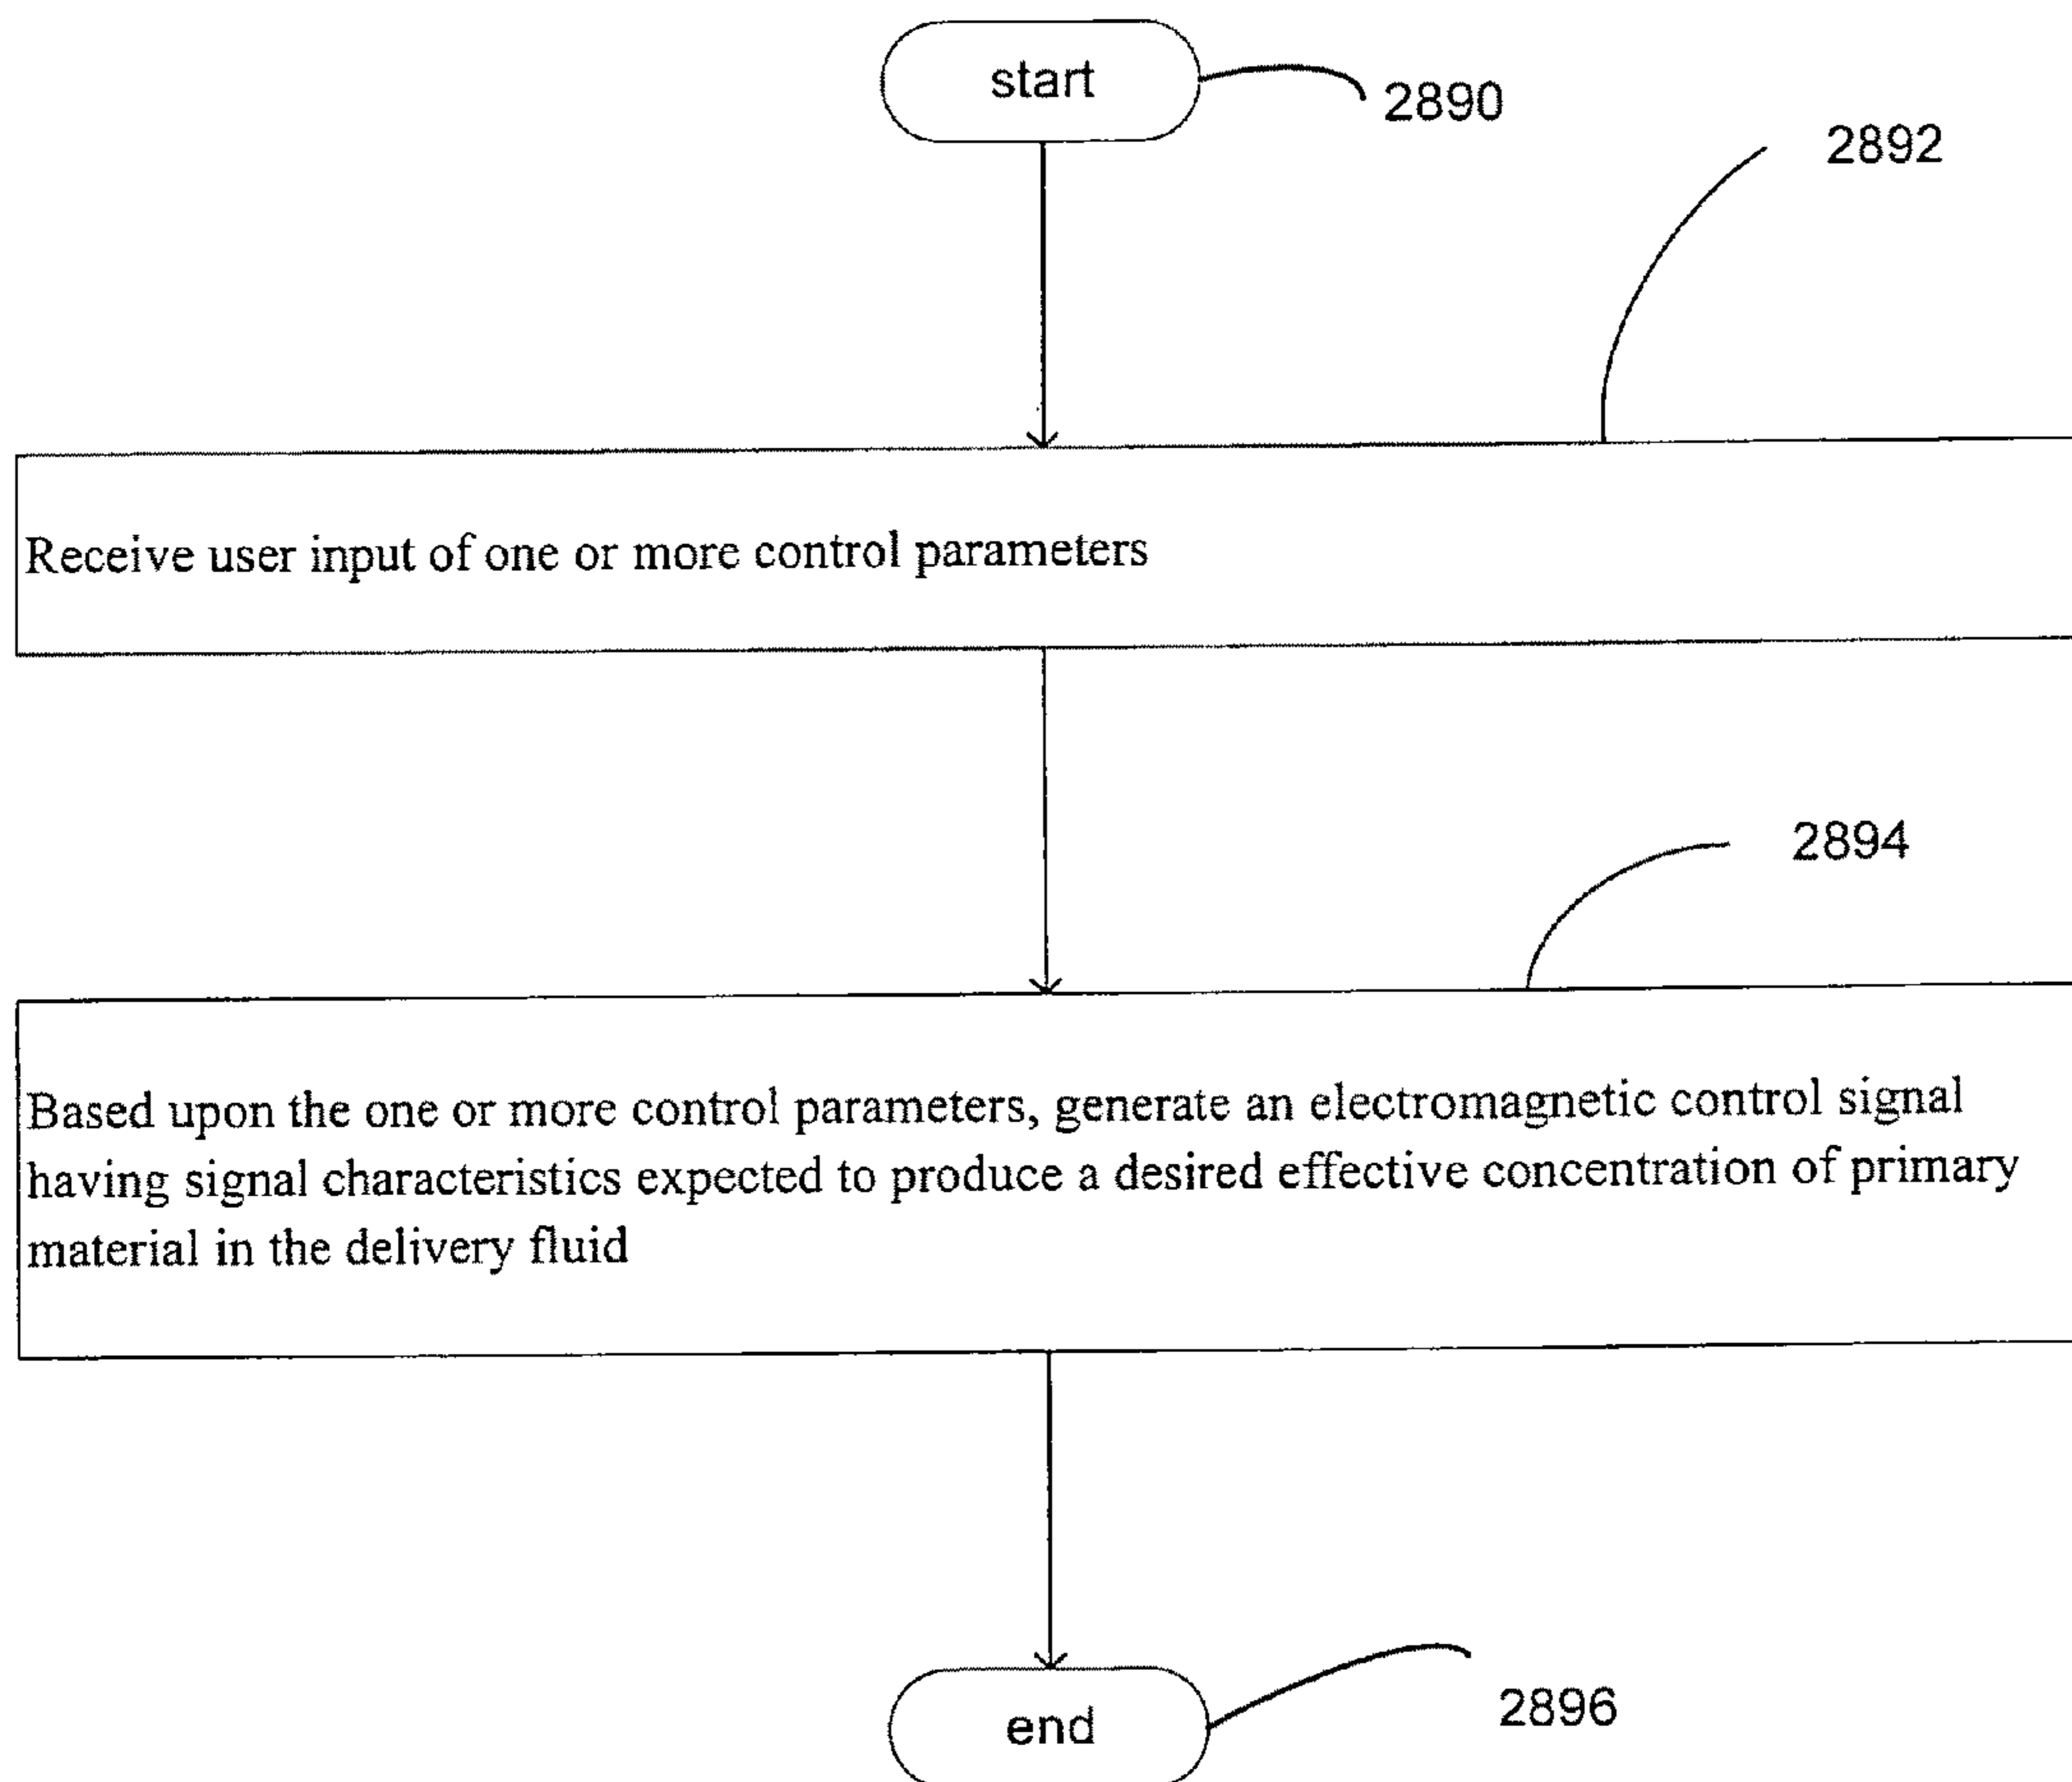 start
2890
2892
Receive user input of one or more control parameters
2894
Based upon the one or more control parameters, generate an electromagnetic control signal
having signal characteristics expected to produce a desired effective concentration of primary
material in the delivery fluid
end
2896